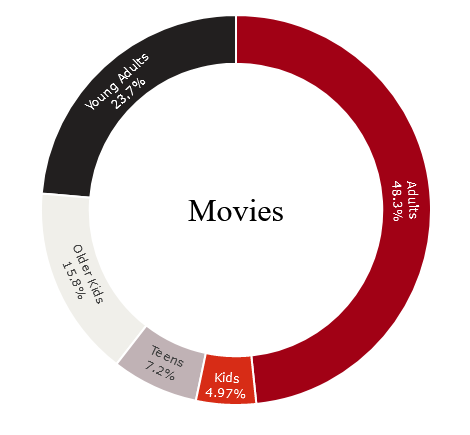 Young Adults
23,7%
Adults
48.3%
Movies
Older Kids
15,8%
Teens
7.2%
Kids
4.97%